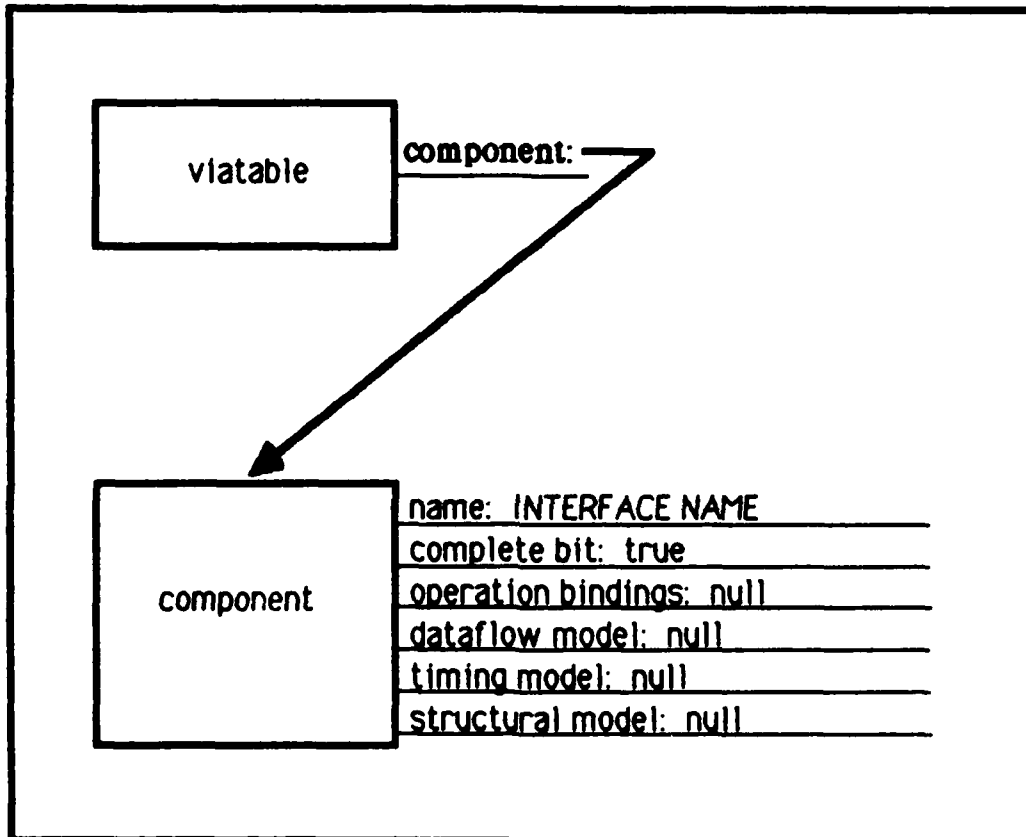 viatable
component:
component
name: INTERFACE NAME
complete bit: true
operation bindings: null
dataflow model: null
timing model: null
structural model: null